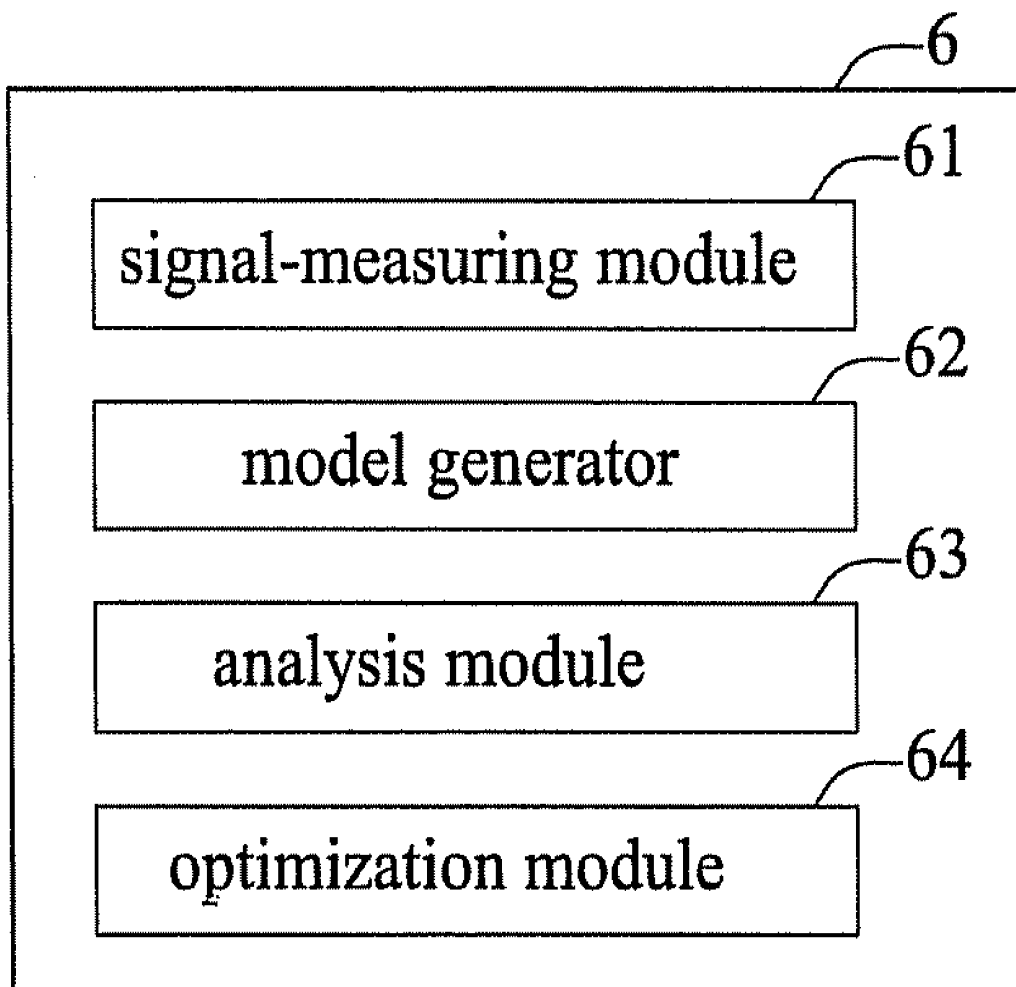 6
61
signal-measuring module
62
model generator
63
analysis module
64
optimization module